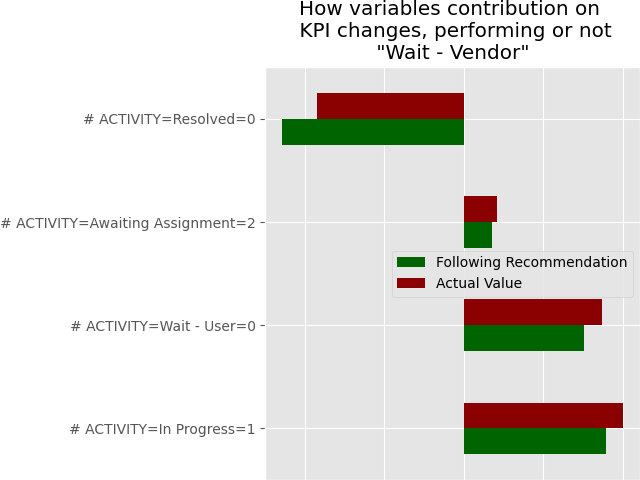 How variables contribution on
KPI changes, performing or not
"Wait - Vendor"
# ACTIVITY=Resolved=0
# ACTIVITY=Awaiting Assignment=2
Following Recommendation
Actual Value
# ACTIVITY=Wait - User=0
# ACTIVITY=In Progress=1